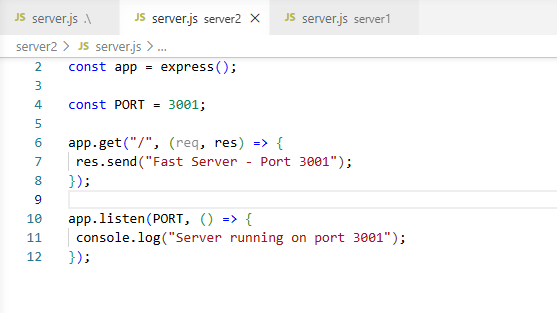 JS server.js .\ JS server.js server2 × JS server.js server1
server2 > JS server.js > ...
2 const app = express();
3
4 const PORT = 3001;
5
6 app.get("/", (req, res) => {
7 res.send("Fast Server - Port 3001");
8 });
9
10 app.listen(PORT, () => {
11 console.log("Server running on port 3001");
12 });